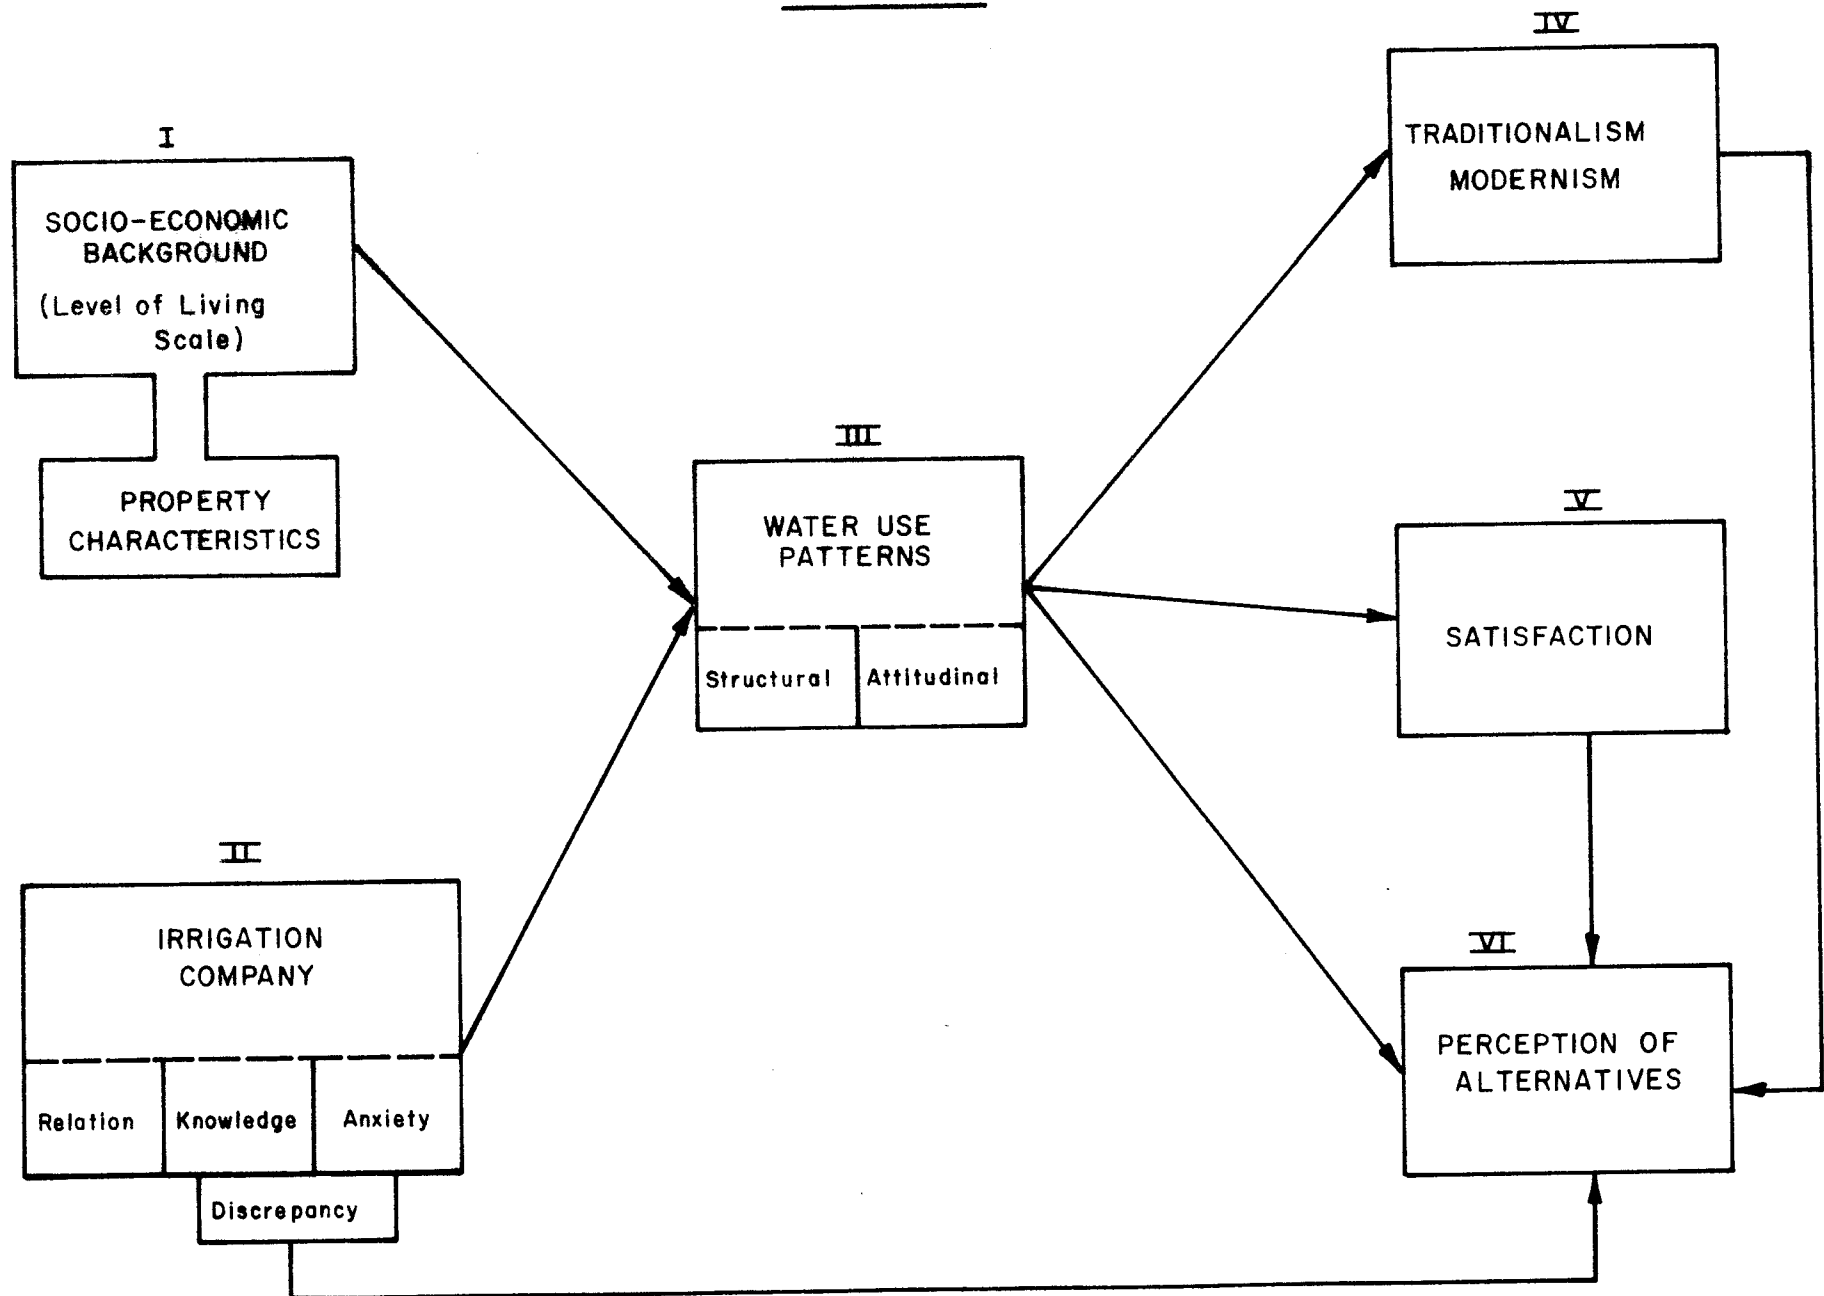 I
SOCIO-ECONOMIC
BACKGROUND
(Level of Living
Scale)
PROPERTY
CHARACTERISTICS
II
IRRIGATION
COMPANY
Relation Knowledge Anxiety
Discrepancy
III
WATER USE
PATTERNS
Structural Attitudinal
IV
TRADITIONALISM
MODERNISM
V
SATISFACTION
VI
PERCEPTION OF
ALTERNATIVES